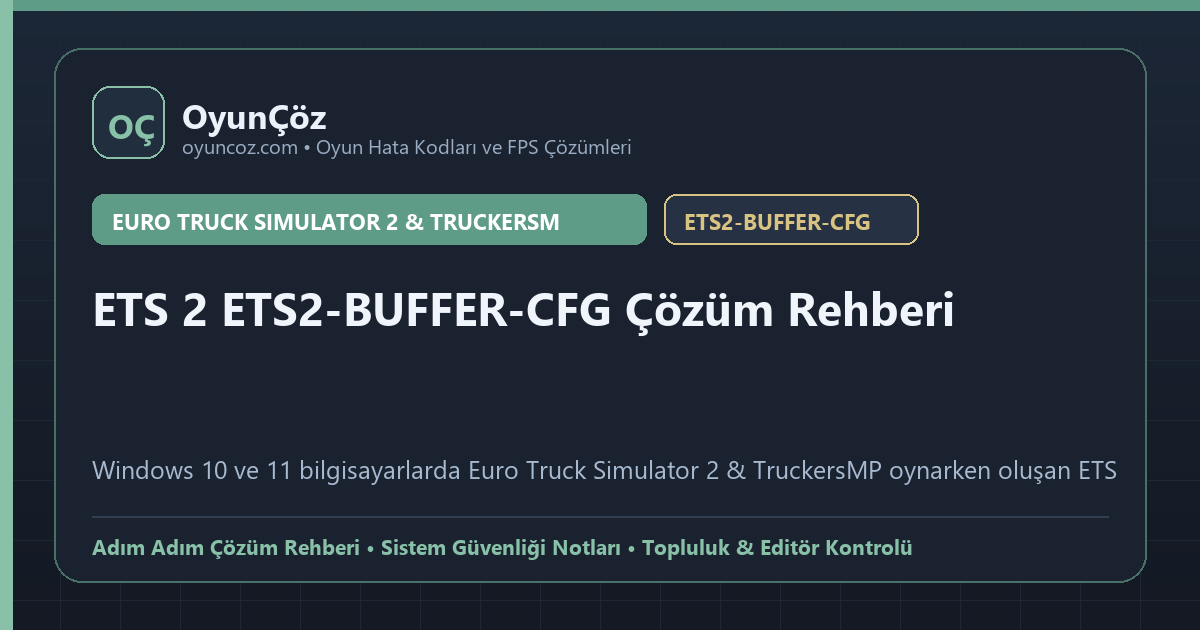 OÇ
OyunÇöz
oyuncoz.com • Oyun Hata Kodları ve FPS Çözümleri
EURO TRUCK SIMULATOR 2 & TRUCKERSM
ETS2-BUFFER-CFG
ETS 2 ETS2-BUFFER-CFG Çözüm Rehberi
Windows 10 ve 11 bilgisayarlarda Euro Truck Simulator 2 & TruckersMP oynarken oluşan ETS
Adım Adım Çözüm Rehberi • Sistem Güvenliği Notları • Topluluk & Editör Kontrolü